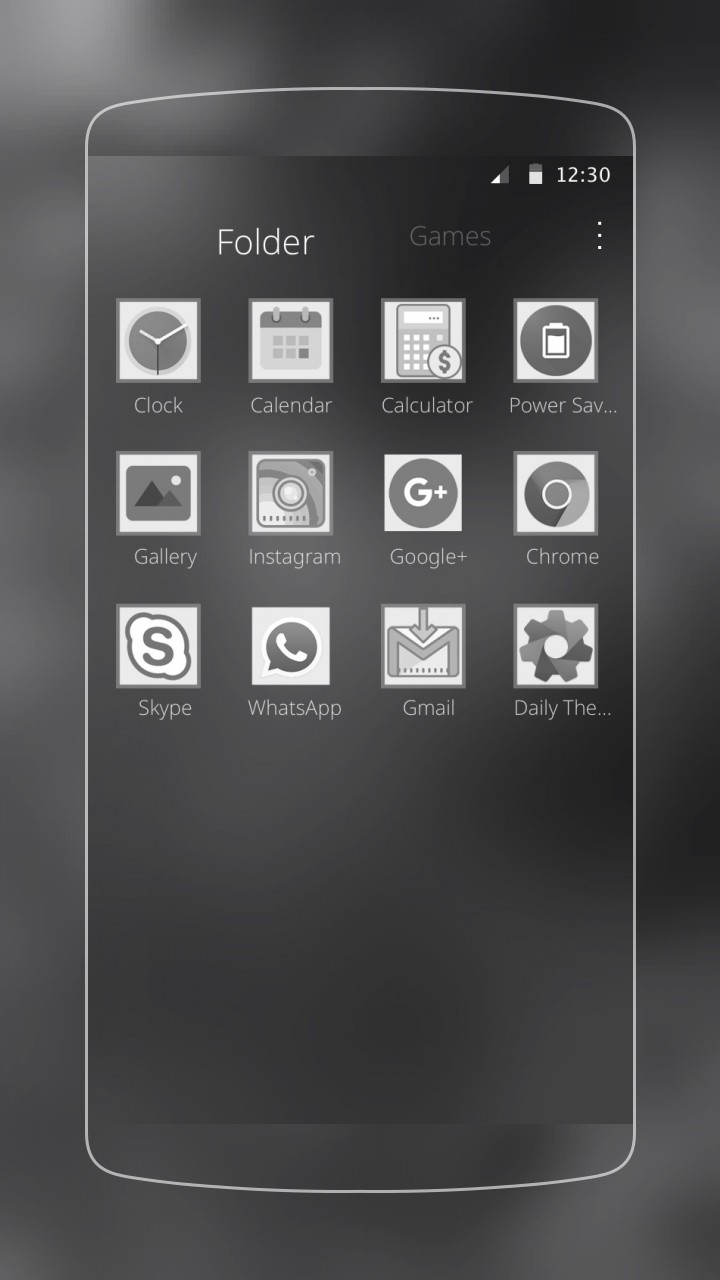 12:30
Folder Games
Clock Calendar Calculator Power Sav...
G+
Gallery Instagram Google+ Chrome
S
Skype WhatsApp Gmail Daily The...